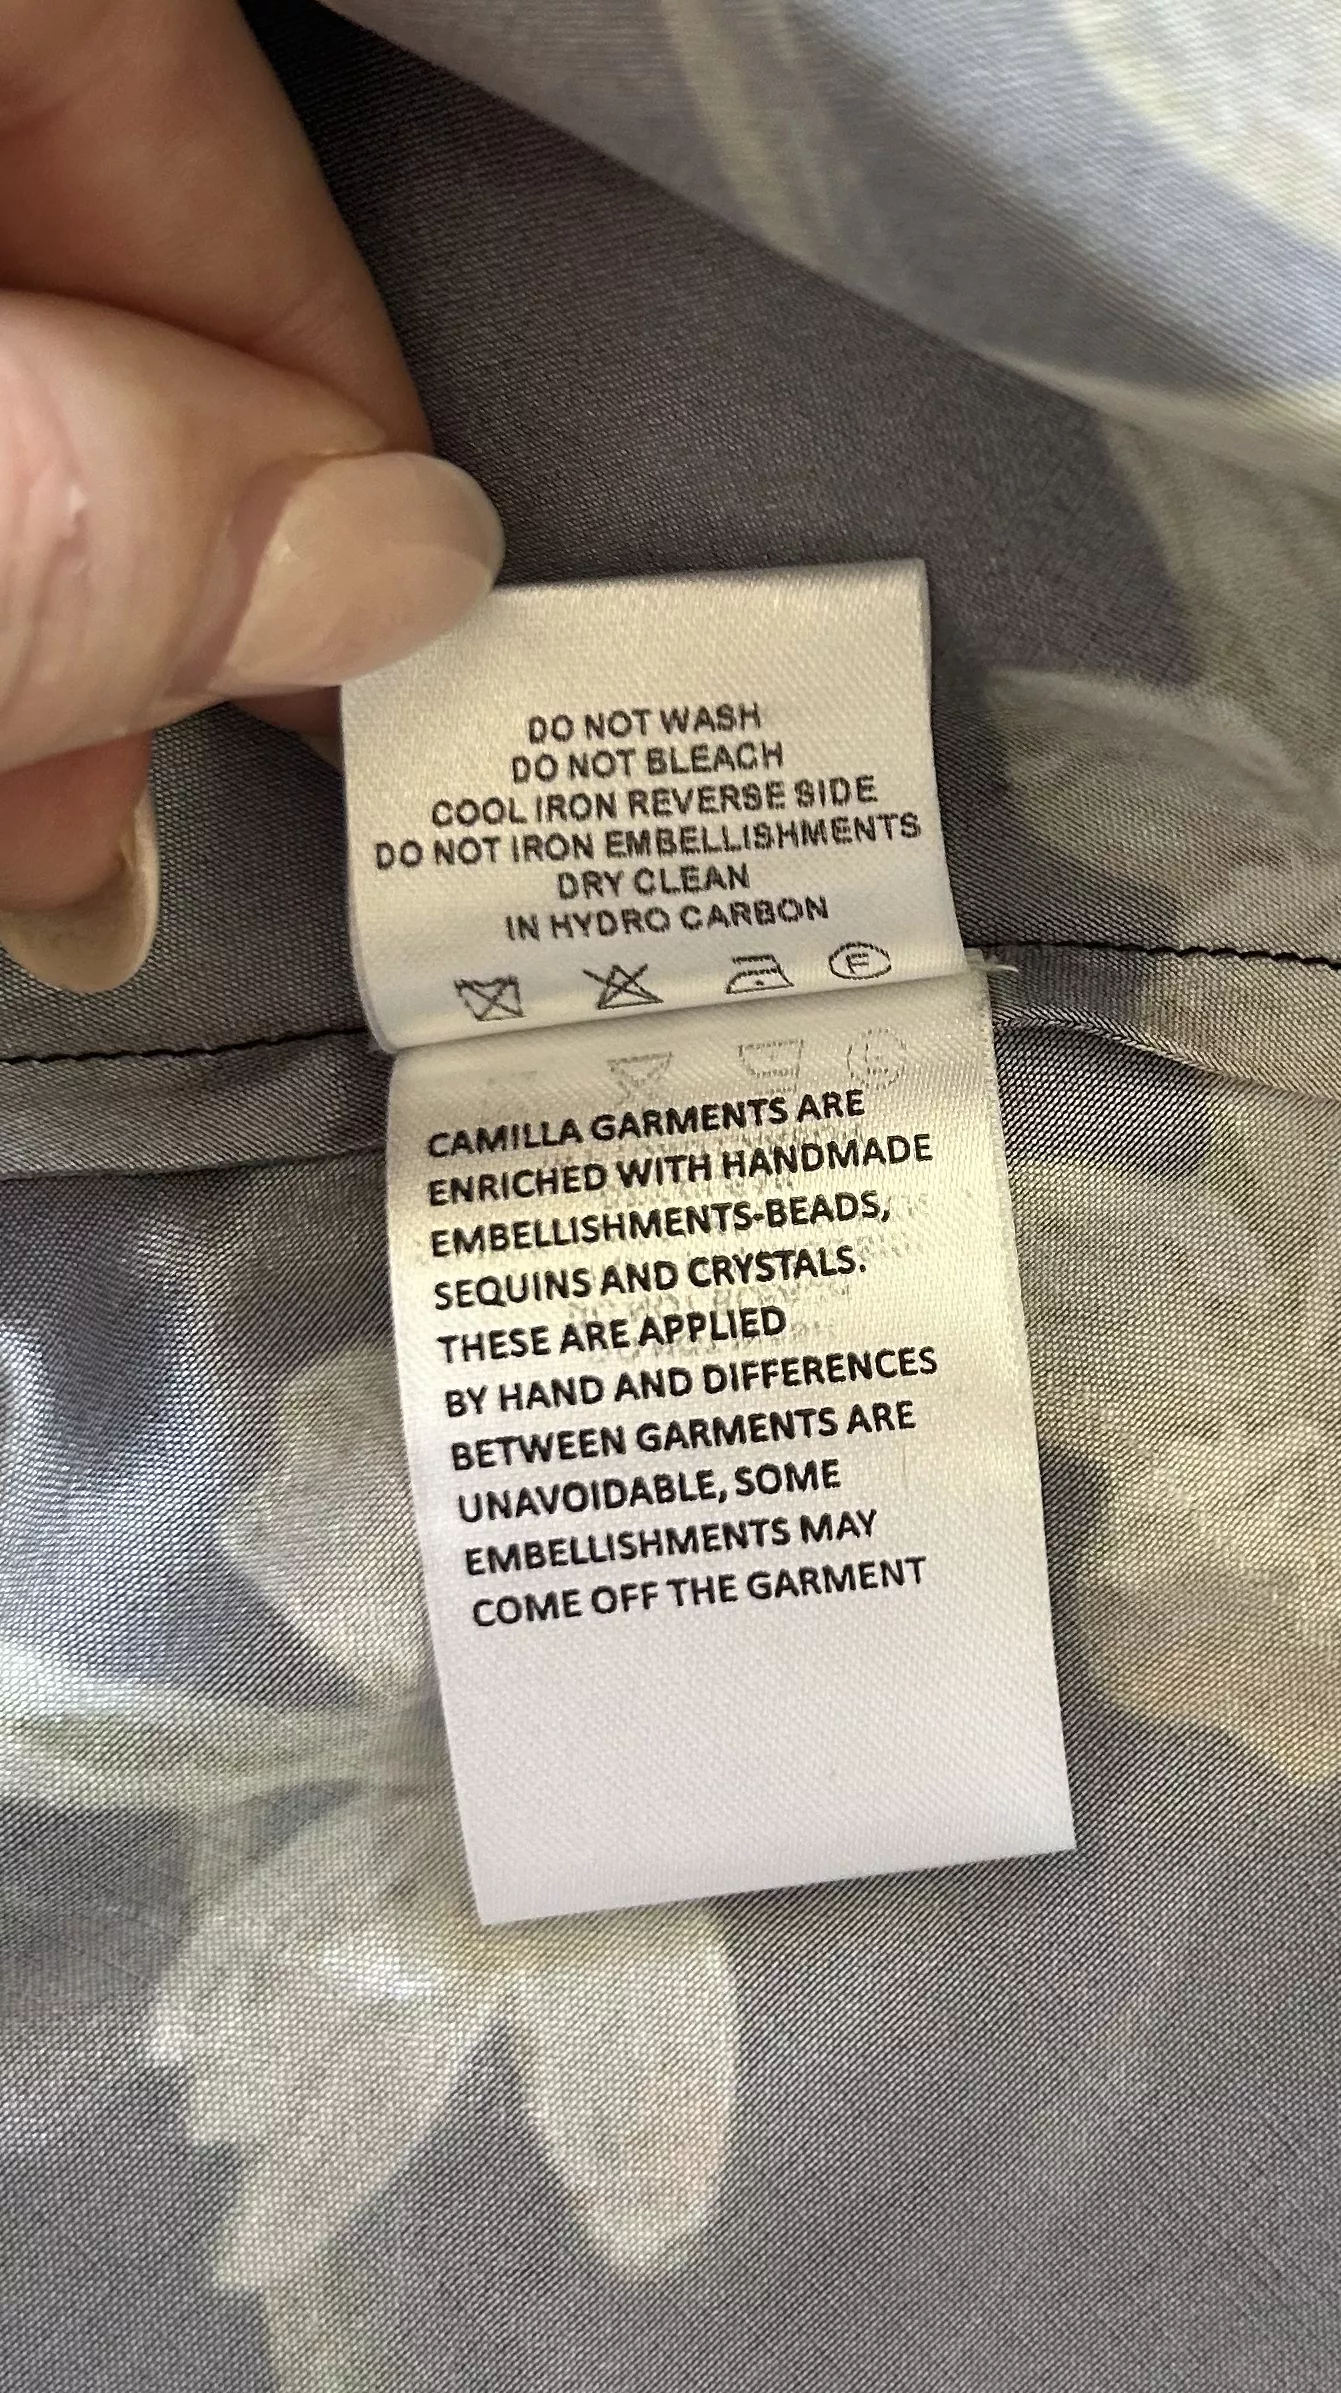 DO NOT WASH
DO NOT BLEACH
COOL IRON REVERSE SIDE
DO NOT IRON EMBELLISHMENTS
DRY CLEAN
IN HYDRO CARBON
F
CAMILLA GARMENTS ARE
ENRICHED WITH HANDMADE
EMBELLISHMENTS-BEADS,
SEQUINS AND CRYSTALS.
THESE ARE APPLIED
BY HAND AND DIFFERENCES
BETWEEN GARMENTS ARE
UNAVOIDABLE, SOME
EMBELLISHMENTS MAY
COME OFF THE GARMENT